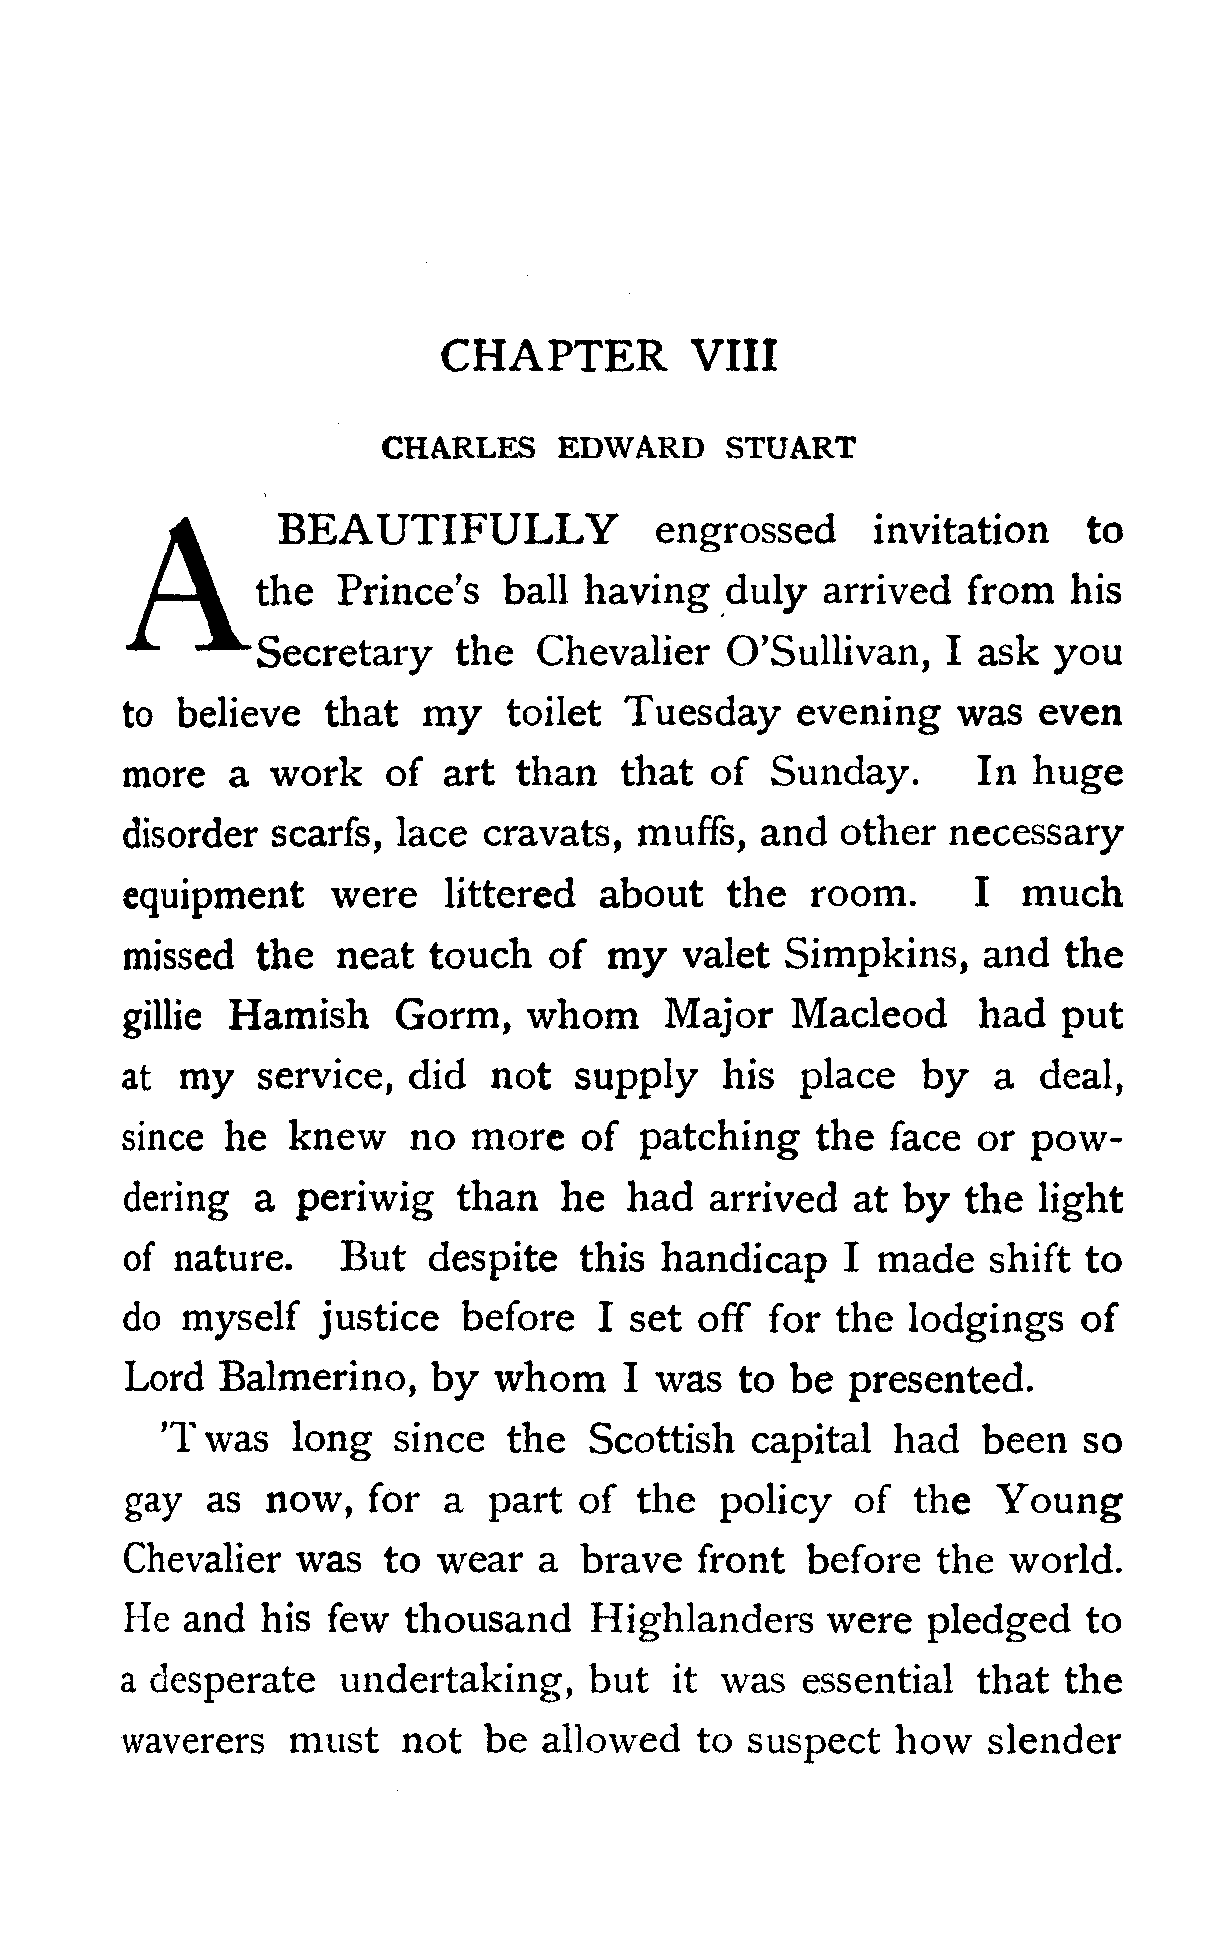 CHAPTER VIII
CHARLES EDWARD STUART
A BEAUTIFULLY engrossed invitation to
the Prince's ball having duly arrived from his
Secretary the Chevalier O'Sullivan, I ask you
to believe that my toilet Tuesday evening was even
more a work of art than that of Sunday. In huge
disorder scarfs, lace cravats, muffs, and other necessary
equipment were littered about the room. I much
missed the neat touch of my valet Simpkins, and the
gillie Hamish Gorm, whom Major Macleod had put
at my service, did not supply his place by a deal,
since he knew no more of patching the face or pow-
dering a periwig than he had arrived at by the light
of nature. But despite this handicap I made shift to
do myself justice before I set off for the lodgings of
Lord Balmerino, by whom I was to be presented.
'Twas long since the Scottish capital had been so
gay as now, for a part of the policy of the Young
Chevalier was to wear a brave front before the world.
He and his few thousand Highlanders were pledged to
a desperate undertaking, but it was essential that the
waverers must not be allowed to suspect how slender